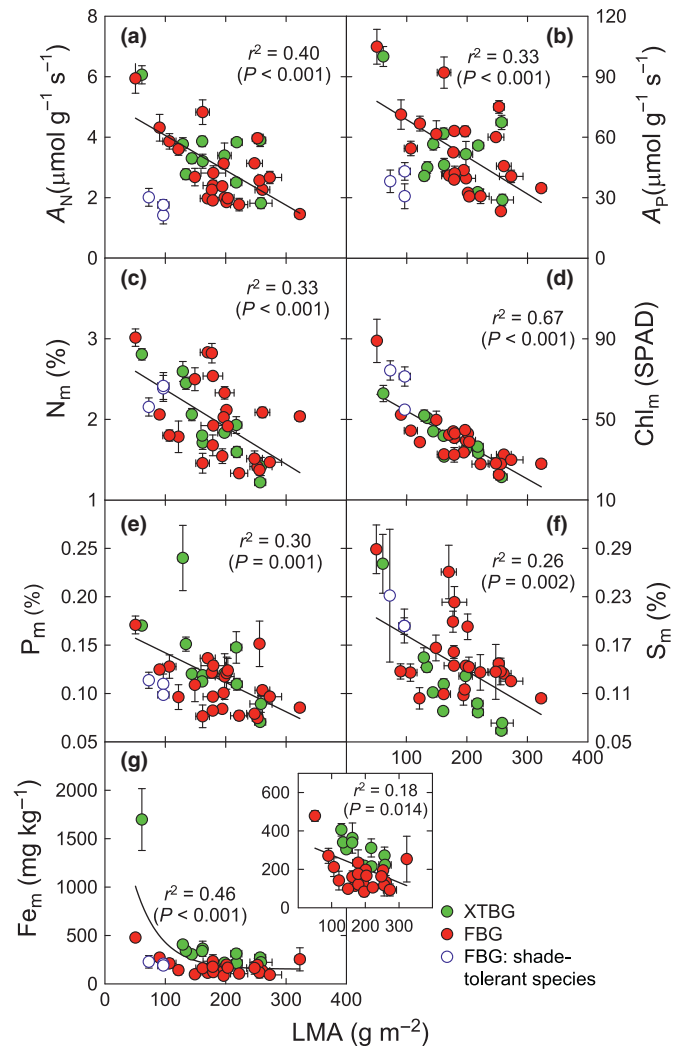 (a)
r² = 0.40
(P < 0.001)
A_N (μmol g⁻¹ s⁻¹)
8
6
4
2
0
(b)
r² = 0.33
(P < 0.001)
A_P (μmol g⁻¹ s⁻¹)
120
90
60
30
0
(c)
r² = 0.33
(P < 0.001)
N_m (%)
3
2
1
(d)
r² = 0.67
(P < 0.001)
Chl_m (SPAD)
90
50
10
(e)
r² = 0.30
(P = 0.001)
P_m (%)
0.25
0.20
0.15
0.10
0.05
(f)
r² = 0.26
(P = 0.002)
S_m (%)
0.29
0.23
0.17
0.11
0.05
0 100 200 300 400
(g)
r² = 0.46
(P < 0.001)
Fe_m (mg kg⁻¹)
2000
1500
1000
500
0
0 100 200 300 400
r² = 0.18
(P = 0.014)
600
400
200
0
100 200 300
XTBG
FBG
FBG: shade-
tolerant species
LMA (g m⁻²)